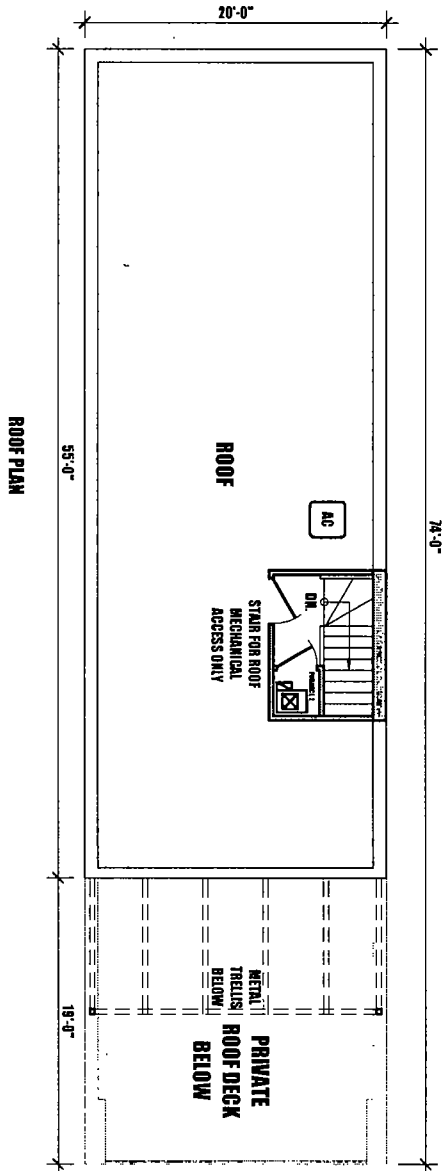 20'-0"
74'-0"
55'-0"
19'-0"
ROOF
AC
DN.
STAIR FOR ROOF
MECHANICAL
ACCESS ONLY
METAL
TRELLIS
BELOW
PRIVATE
ROOF DECK
BELOW
ROOF PLAN